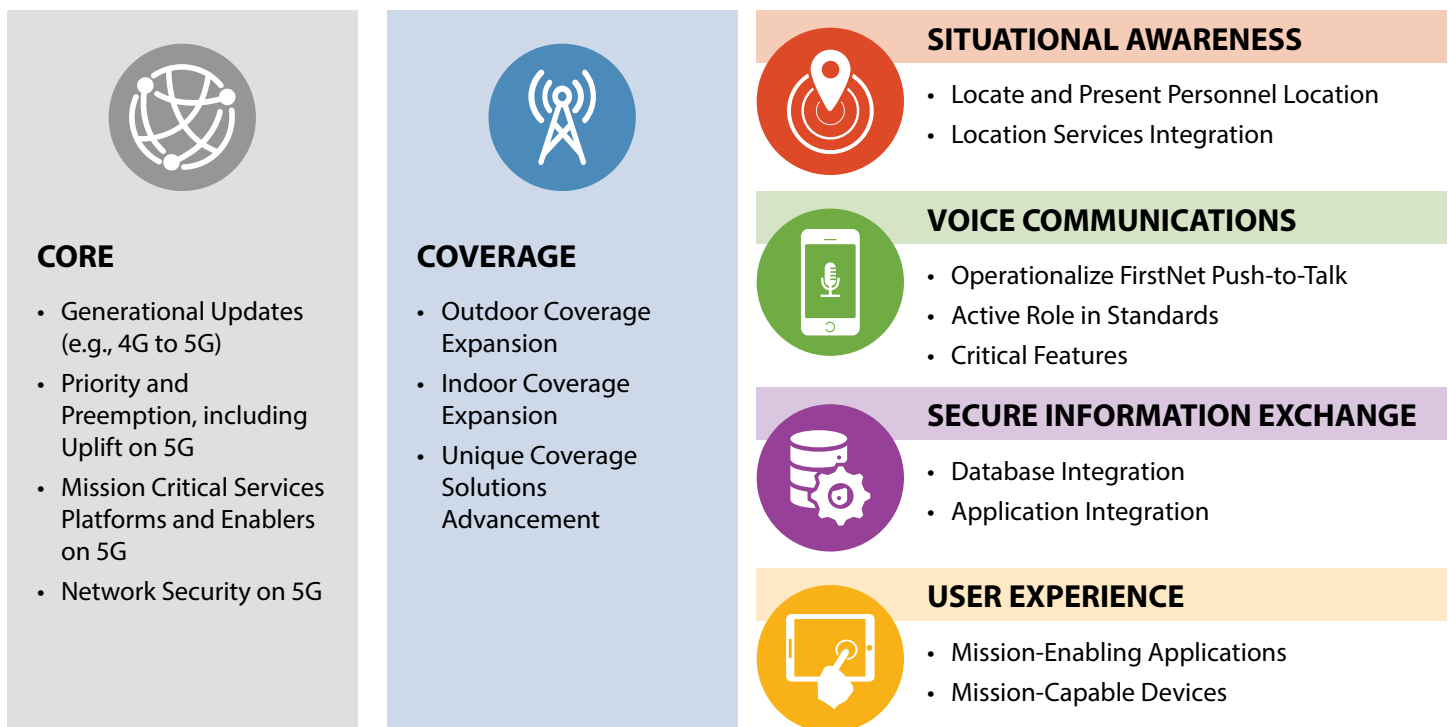 CORE
• Generational Updates
(e.g., 4G to 5G)
• Priority and
Preemption, including
Uplift on 5G
• Mission Critical Services
Platforms and Enablers
on 5G
• Network Security on 5G
COVERAGE
• Outdoor Coverage
Expansion
• Indoor Coverage
Expansion
• Unique Coverage
Solutions
Advancement
SITUATIONAL AWARENESS
• Locate and Present Personnel Location
• Location Services Integration
VOICE COMMUNICATIONS
• Operationalize FirstNet Push-to-Talk
• Active Role in Standards
• Critical Features
SECURE INFORMATION EXCHANGE
• Database Integration
• Application Integration
USER EXPERIENCE
• Mission-Enabling Applications
• Mission-Capable Devices